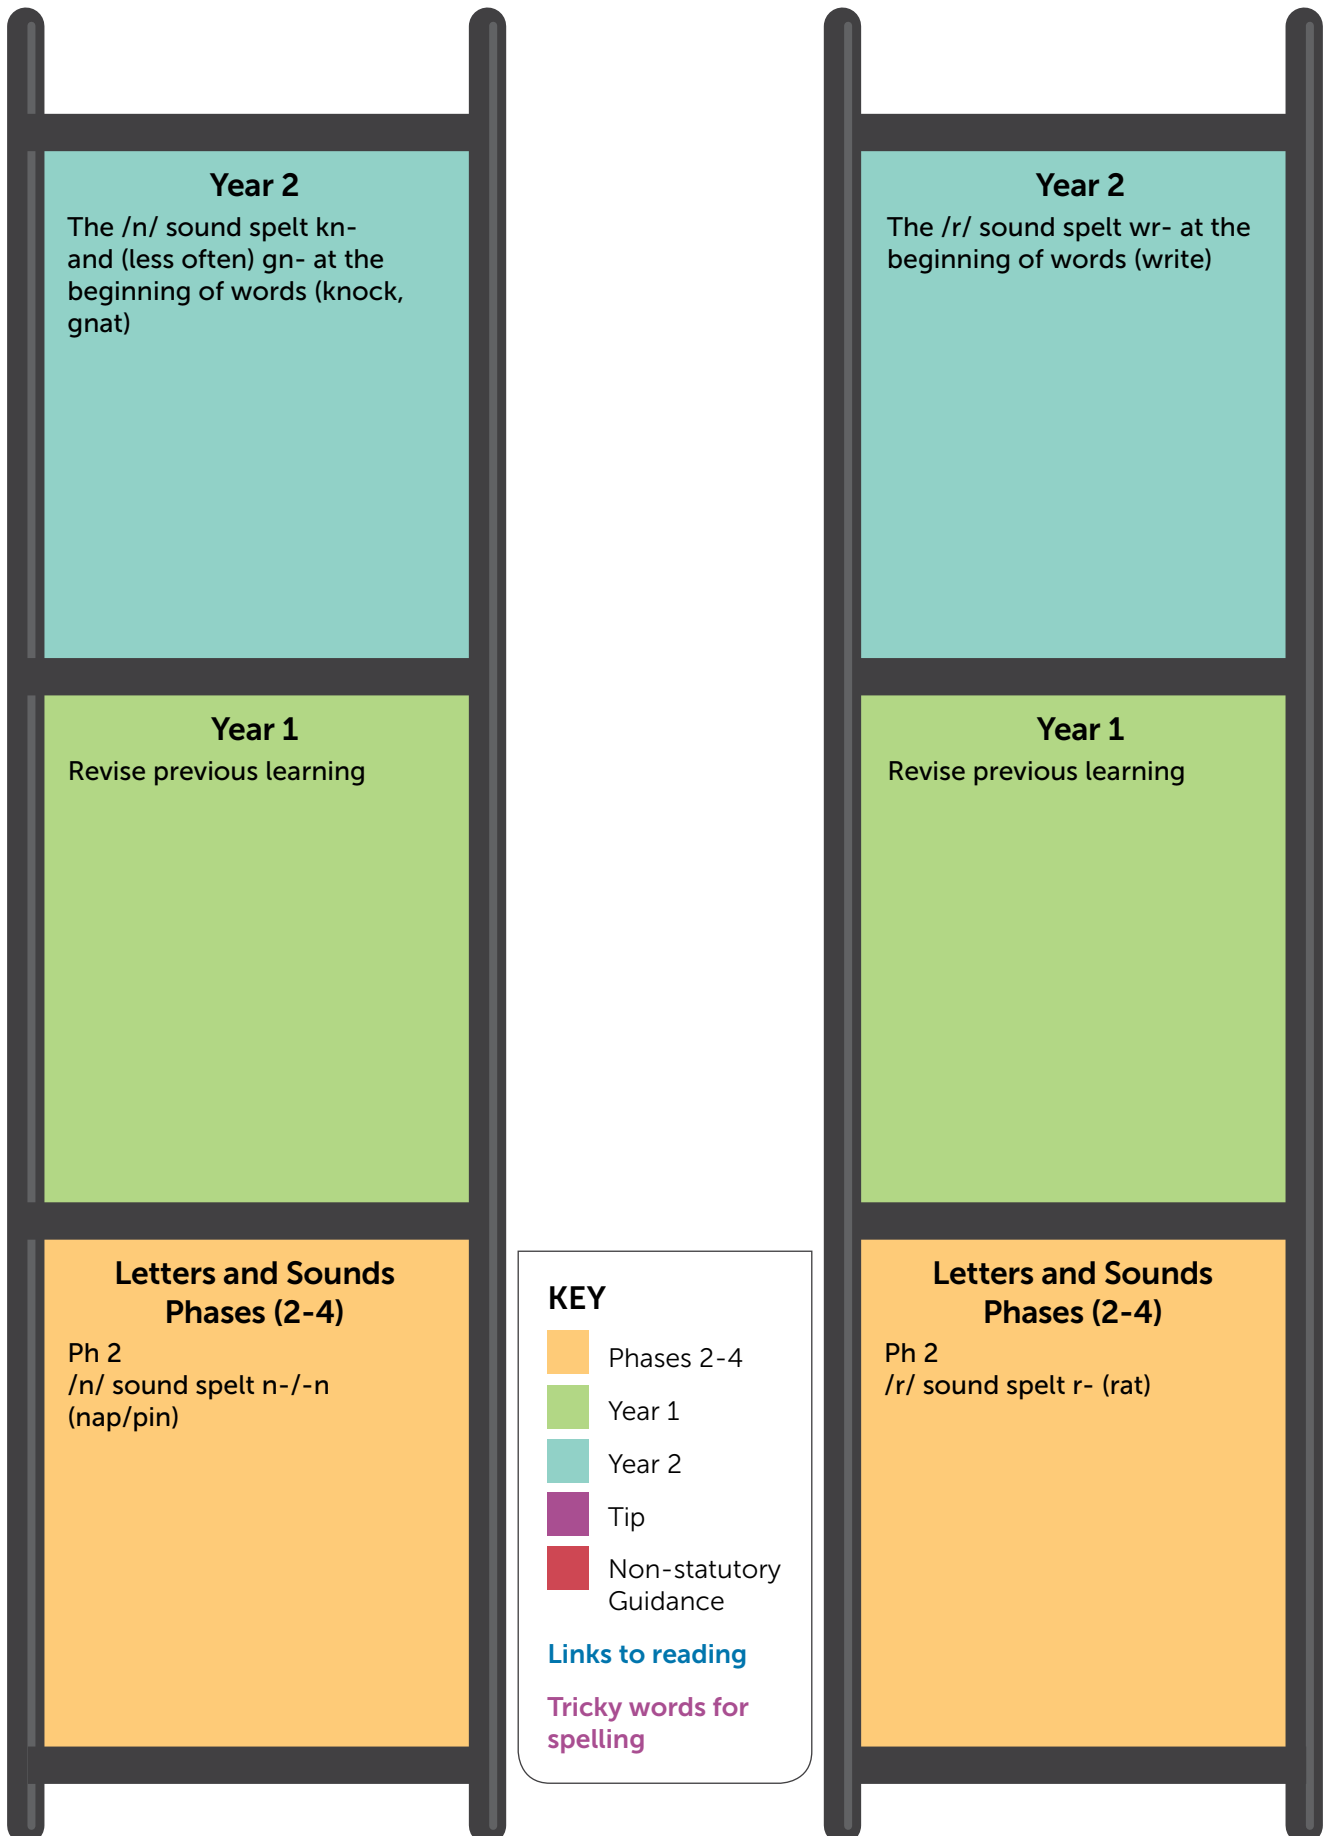 Year 2
The /n/ sound spelt kn-
and (less often) gn- at the
beginning of words (knock,
gnat)
Year 1
Revise previous learning
Letters and Sounds
Phases (2-4)
Ph 2
/n/ sound spelt n-/-n
(nap/pin)
KEY
Phases 2-4
Year 1
Year 2
Tip
Non-statutory
Guidance
Links to reading
Tricky words for
spelling
Year 2
The /r/ sound spelt wr- at the
beginning of words (write)
Year 1
Revise previous learning
Letters and Sounds
Phases (2-4)
Ph 2
/r/ sound spelt r- (rat)